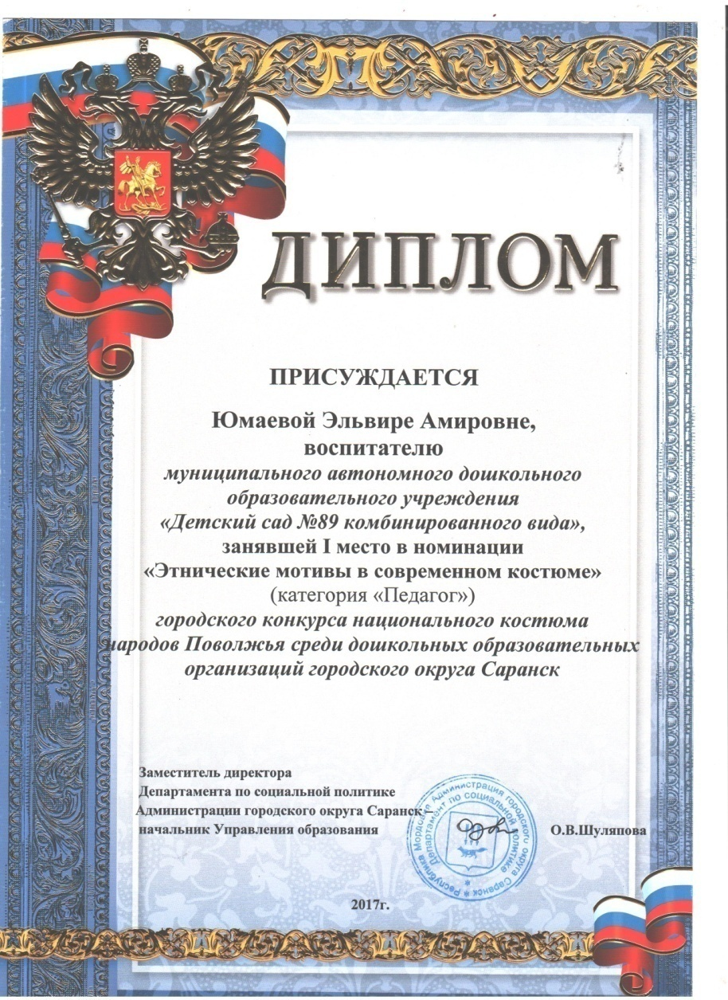 ДИПЛОМ
ПРИСУЖДАЕТСЯ
Юмаевой Эльвире Амировне,
воспитателю
муниципального автономного дошкольного
образовательного учреждения
«Детский сад №89 комбинированного вида»,
занявшей I место в номинации
«Этнические мотивы в современном костюме»
(категория «Педагог»)
городского конкурса национального костюма
народов Поволжья среди дошкольных образовательных
организаций городского округа Саранск
Заместитель директора
Департамента по социальной политике
Администрации городского округа Саранск –
начальник Управления образования
О.В.Шуляпова
Республика Мордовия Администрация городского округа Саранск
Департамент по социальной политике
2017г.